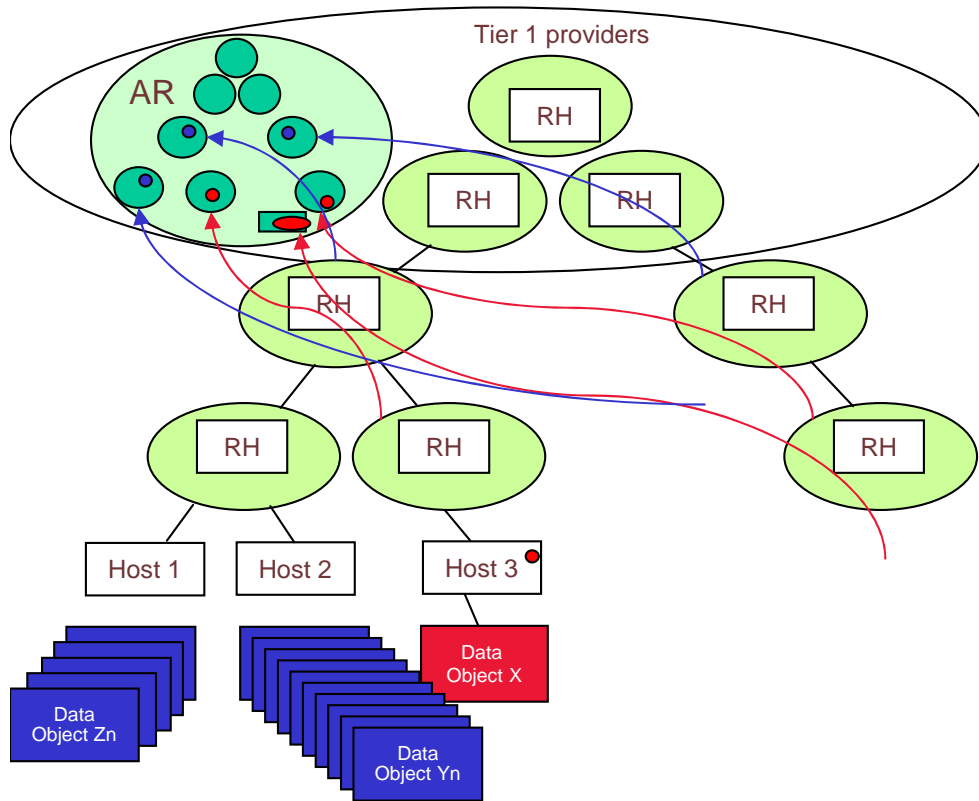 Tier 1 providers
AR
RH
RH
RH
RH
RH
RH
RH
RH
Host 1
Host 2
Host 3
Data
Object X
Data
Object Zn
Data
Object Yn